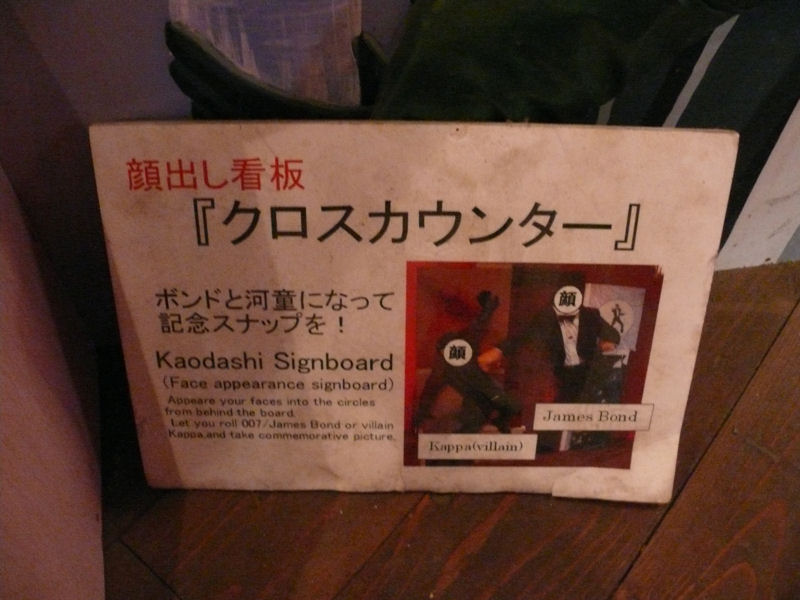 顔出し看板
『クロスカウンター』
ボンドと河童になって
記念スナップを！
Kaodashi Signboard
(Face appearance signboard)
Appeare your faces into the circles
from behind the board.
Let you roll 007/James Bond or villain
Kappa,and take commemorative picture.
顔
顔
James Bond
Kappa(villain)